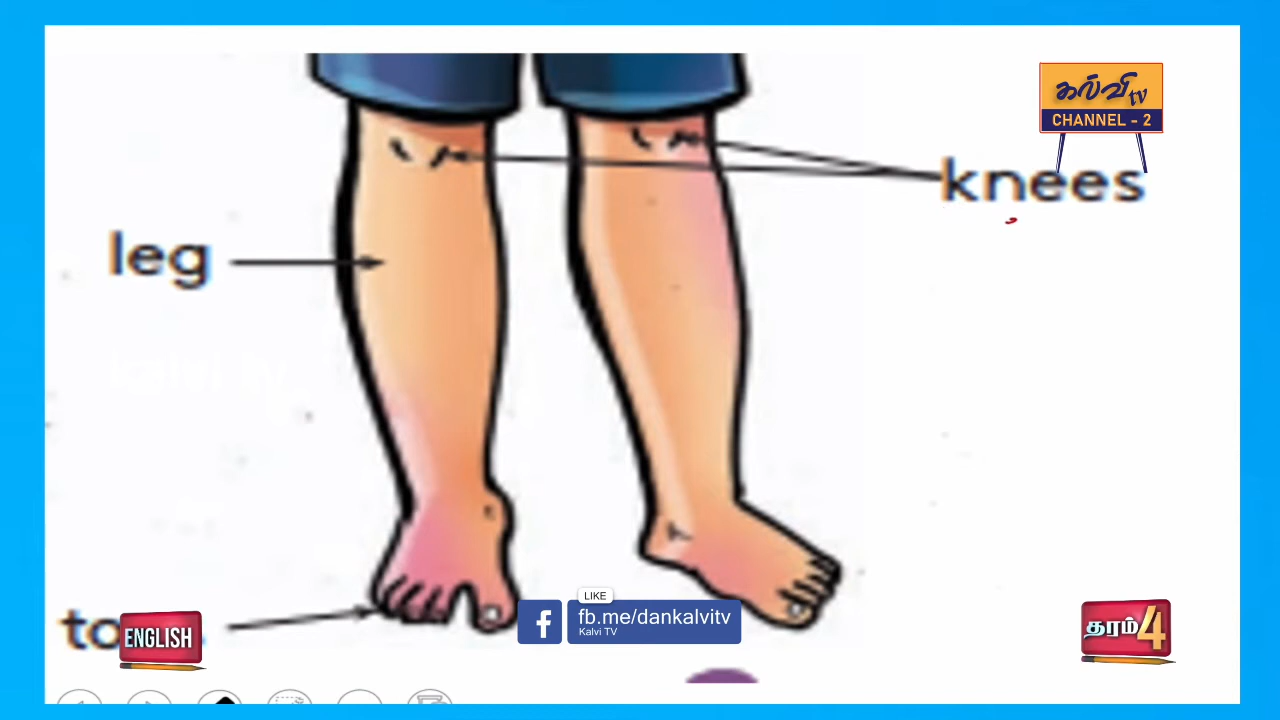 கல்வி tv
CHANNEL - 2
knees
leg
LIKE
fb.me/dankalvitv
Kalvi TV
ENGLISH
தரம் 4